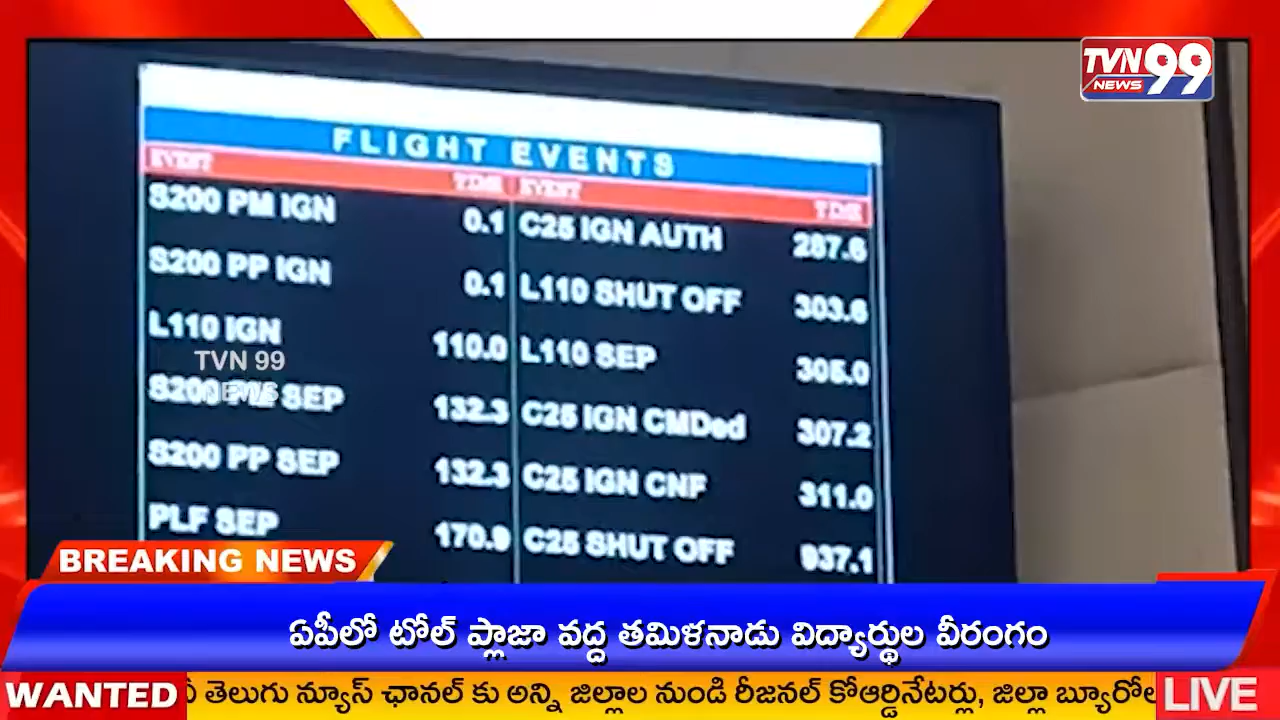 TVN 99
NEWS
FLIGHT EVENTS
EVENT TIME EVENT TIME
S200 PM IGN 0.1 C25 IGN AUTH 287.6
S200 PP IGN 0.1 L110 SHUT OFF 303.6
L110 IGN 110.0 L110 SEP 305.0
TVN 99
NEWS
S200 PM SEP 132.3 C25 IGN CMDed 307.2
S200 PP SEP 132.3 C25 IGN CNF 311.0
PLF SEP 170.9 C25 SHUT OFF 937.1
BREAKING NEWS
ఏపీలో టోల్ ప్లాజా వద్ద తమిళనాడు విద్యార్థుల వీరంగం
WANTED తెలుగు న్యూస్ ఛానల్ కు అన్ని జిల్లాల నుండి రీజనల్ కోఆర్డినేటర్లు, జిల్లా బ్యూరో LIVE